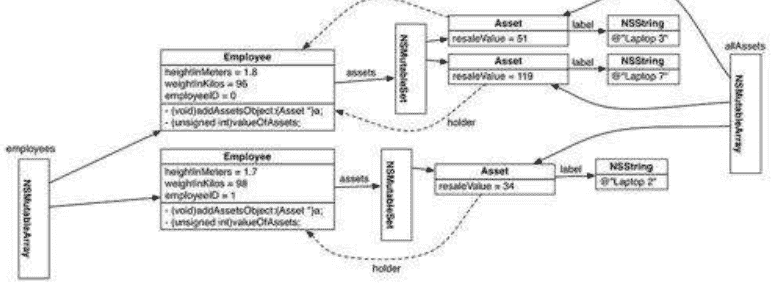 Asset
label
NSString
resaleValue = 51
@"Laptop 3"
allAssets
Employee
heightInMeters = 1.8
weightInKilos = 96
employeeID = 0
- (void)addAssetsObject:(Asset *)a;
- (unsigned int)valueOfAssets;
assets
NSMutableSet
Asset
label
NSString
resaleValue = 119
@"Laptop 7"
NSMutableArray
holder
employees
NSMutableArray
Employee
heightInMeters = 1.7
weightInKilos = 98
employeeID = 1
- (void)addAssetsObject:(Asset *)a;
- (unsigned int)valueOfAssets;
assets
NSMutableSet
Asset
label
NSString
resaleValue = 34
@"Laptop 2"
holder